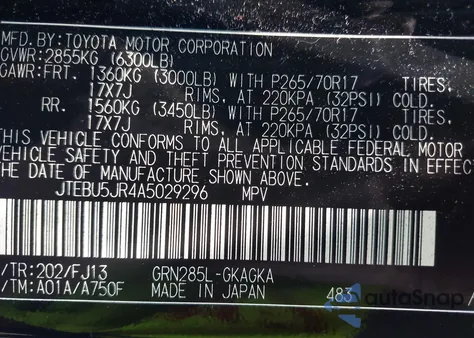 MFD.BY:TOYOTA MOTOR CORPORATION
GVWR:2855KG (6300LB)
GAWR:FRT. 1360KG (3000LB) WITH P265/70R17 TIRES,
17X7J RIMS, AT 220KPA (32PSI) COLD.
RR. 1560KG (3450LB) WITH P265/70R17 TIRES,
17X7J RIMS, AT 220KPA (32PSI) COLD.
THIS VEHICLE CONFORMS TO ALL APPLICABLE FEDERAL MOTOR
VEHICLE SAFETY AND THEFT PREVENTION STANDARDS IN EFFECT
THE DATE OF MANUFACTURE SHOWN ABOVE.
JTEBU5JR4A5029296 MPV
/TR:202/FJ13 GRN285L-GKAGKA
/TM:A01A/A750F MADE IN JAPAN 483
autoSnap